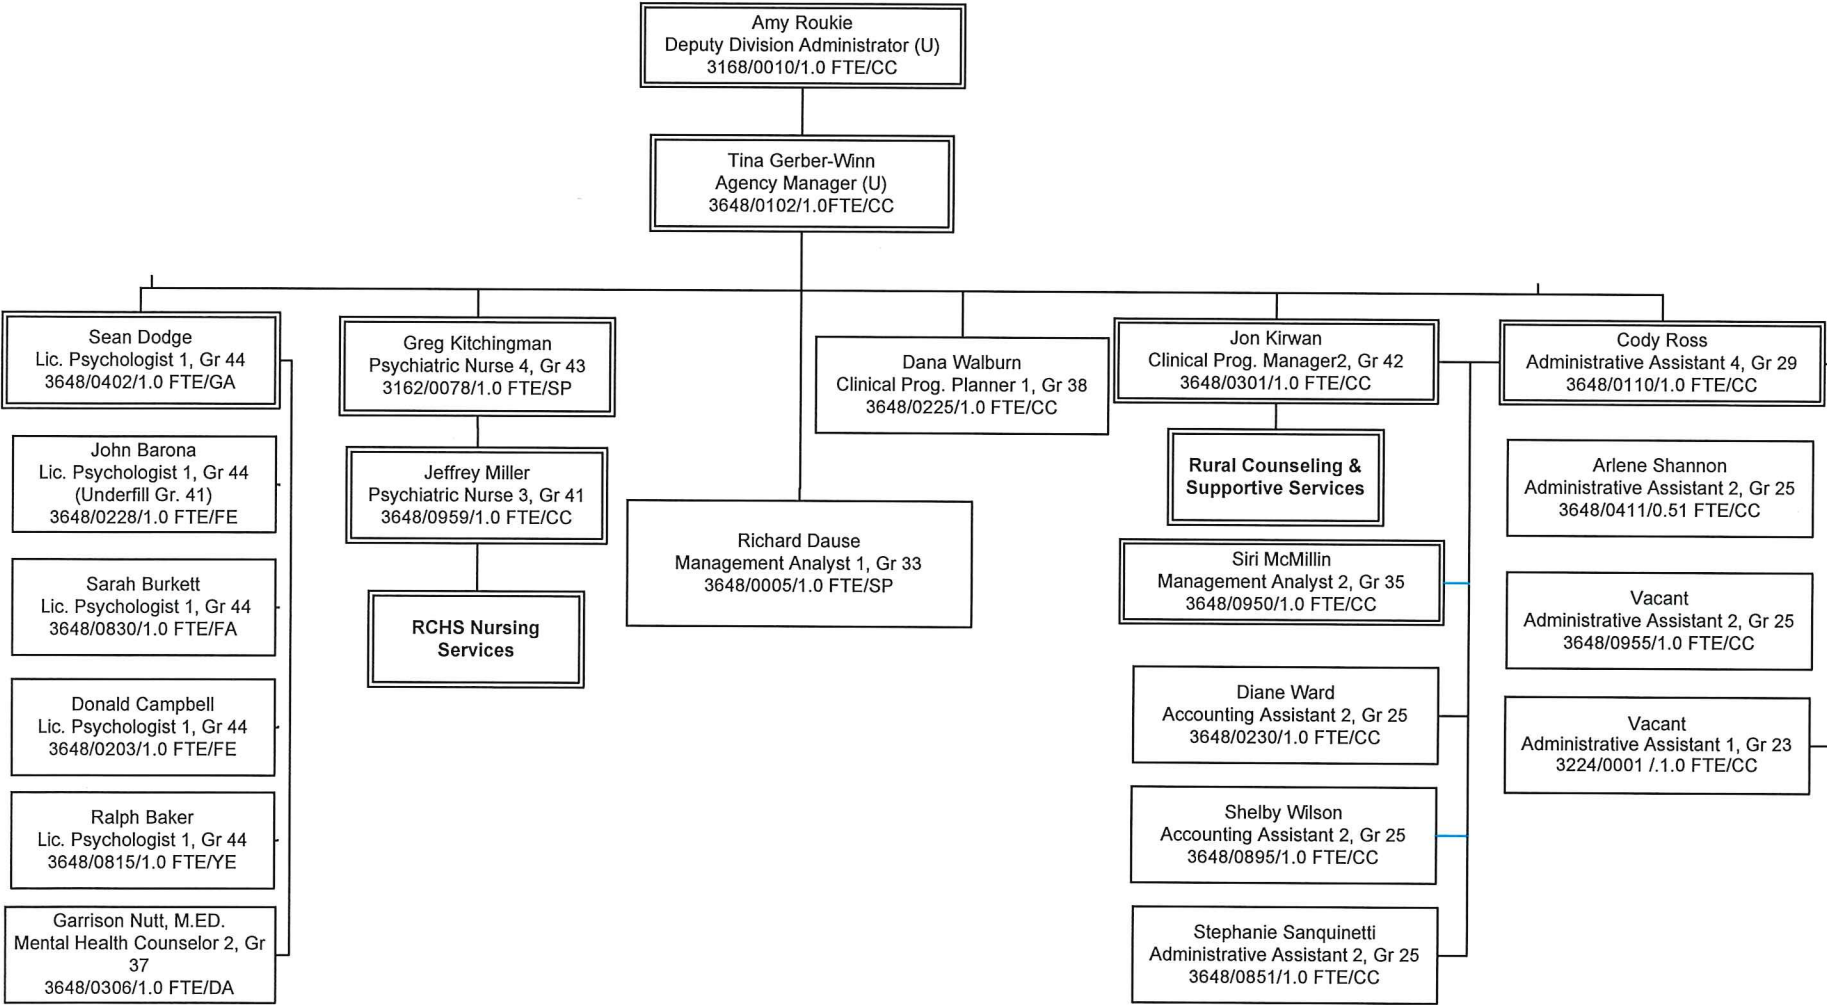 Amy Roukie
Deputy Division Administrator (U)
3168/0010/1.0 FTE/CC
Tina Gerber-Winn
Agency Manager (U)
3648/0102/1.0FTE/CC
Sean Dodge
Lic. Psychologist 1, Gr 44
3648/0402/1.0 FTE/GA
John Barona
Lic. Psychologist 1, Gr 44
(Underfill Gr. 41)
3648/0228/1.0 FTE/FE
Sarah Burkett
Lic. Psychologist 1, Gr 44
3648/0830/1.0 FTE/FA
Donald Campbell
Lic. Psychologist 1, Gr 44
3648/0203/1.0 FTE/FE
Ralph Baker
Lic. Psychologist 1, Gr 44
3648/0815/1.0 FTE/YE
Garrison Nutt, M.ED.
Mental Health Counselor 2, Gr
37
3648/0306/1.0 FTE/DA
Greg Kitchingman
Psychiatric Nurse 4, Gr 43
3162/0078/1.0 FTE/SP
Jeffrey Miller
Psychiatric Nurse 3, Gr 41
3648/0959/1.0 FTE/CC
RCHS Nursing
Services
Richard Dause
Management Analyst 1, Gr 33
3648/0005/1.0 FTE/SP
Dana Walburn
Clinical Prog. Planner 1, Gr 38
3648/0225/1.0 FTE/CC
Jon Kirwan
Clinical Prog. Manager2, Gr 42
3648/0301/1.0 FTE/CC
Rural Counseling &
Supportive Services
Siri McMillin
Management Analyst 2, Gr 35
3648/0950/1.0 FTE/CC
Diane Ward
Accounting Assistant 2, Gr 25
3648/0230/1.0 FTE/CC
Shelby Wilson
Accounting Assistant 2, Gr 25
3648/0895/1.0 FTE/CC
Stephanie Sanquinetti
Administrative Assistant 2, Gr 25
3648/0851/1.0 FTE/CC
Cody Ross
Administrative Assistant 4, Gr 29
3648/0110/1.0 FTE/CC
Arlene Shannon
Administrative Assistant 2, Gr 25
3648/0411/0.51 FTE/CC
Vacant
Administrative Assistant 2, Gr 25
3648/0955/1.0 FTE/CC
Vacant
Administrative Assistant 1, Gr 23
3224/0001 /.1.0 FTE/CC